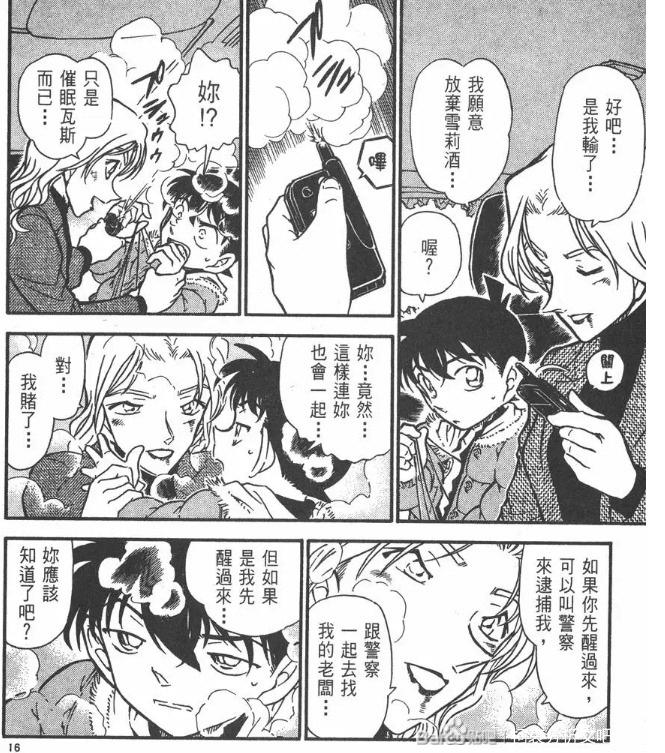 好吧…
是我輸了…
我願意
放棄雪莉酒…
喔?
關上
嗶
妳!?
只是
催眠瓦斯
而已…
妳…竟然…
這樣連妳
也會一起…
對…
我賭了…
如果你先醒過來,
可以叫警察
來逮捕我,
跟警察
一起去找
我的老闆…
但如果
是我先
醒過來…
妳應該
知道了吧?
16
Bai
贴吧